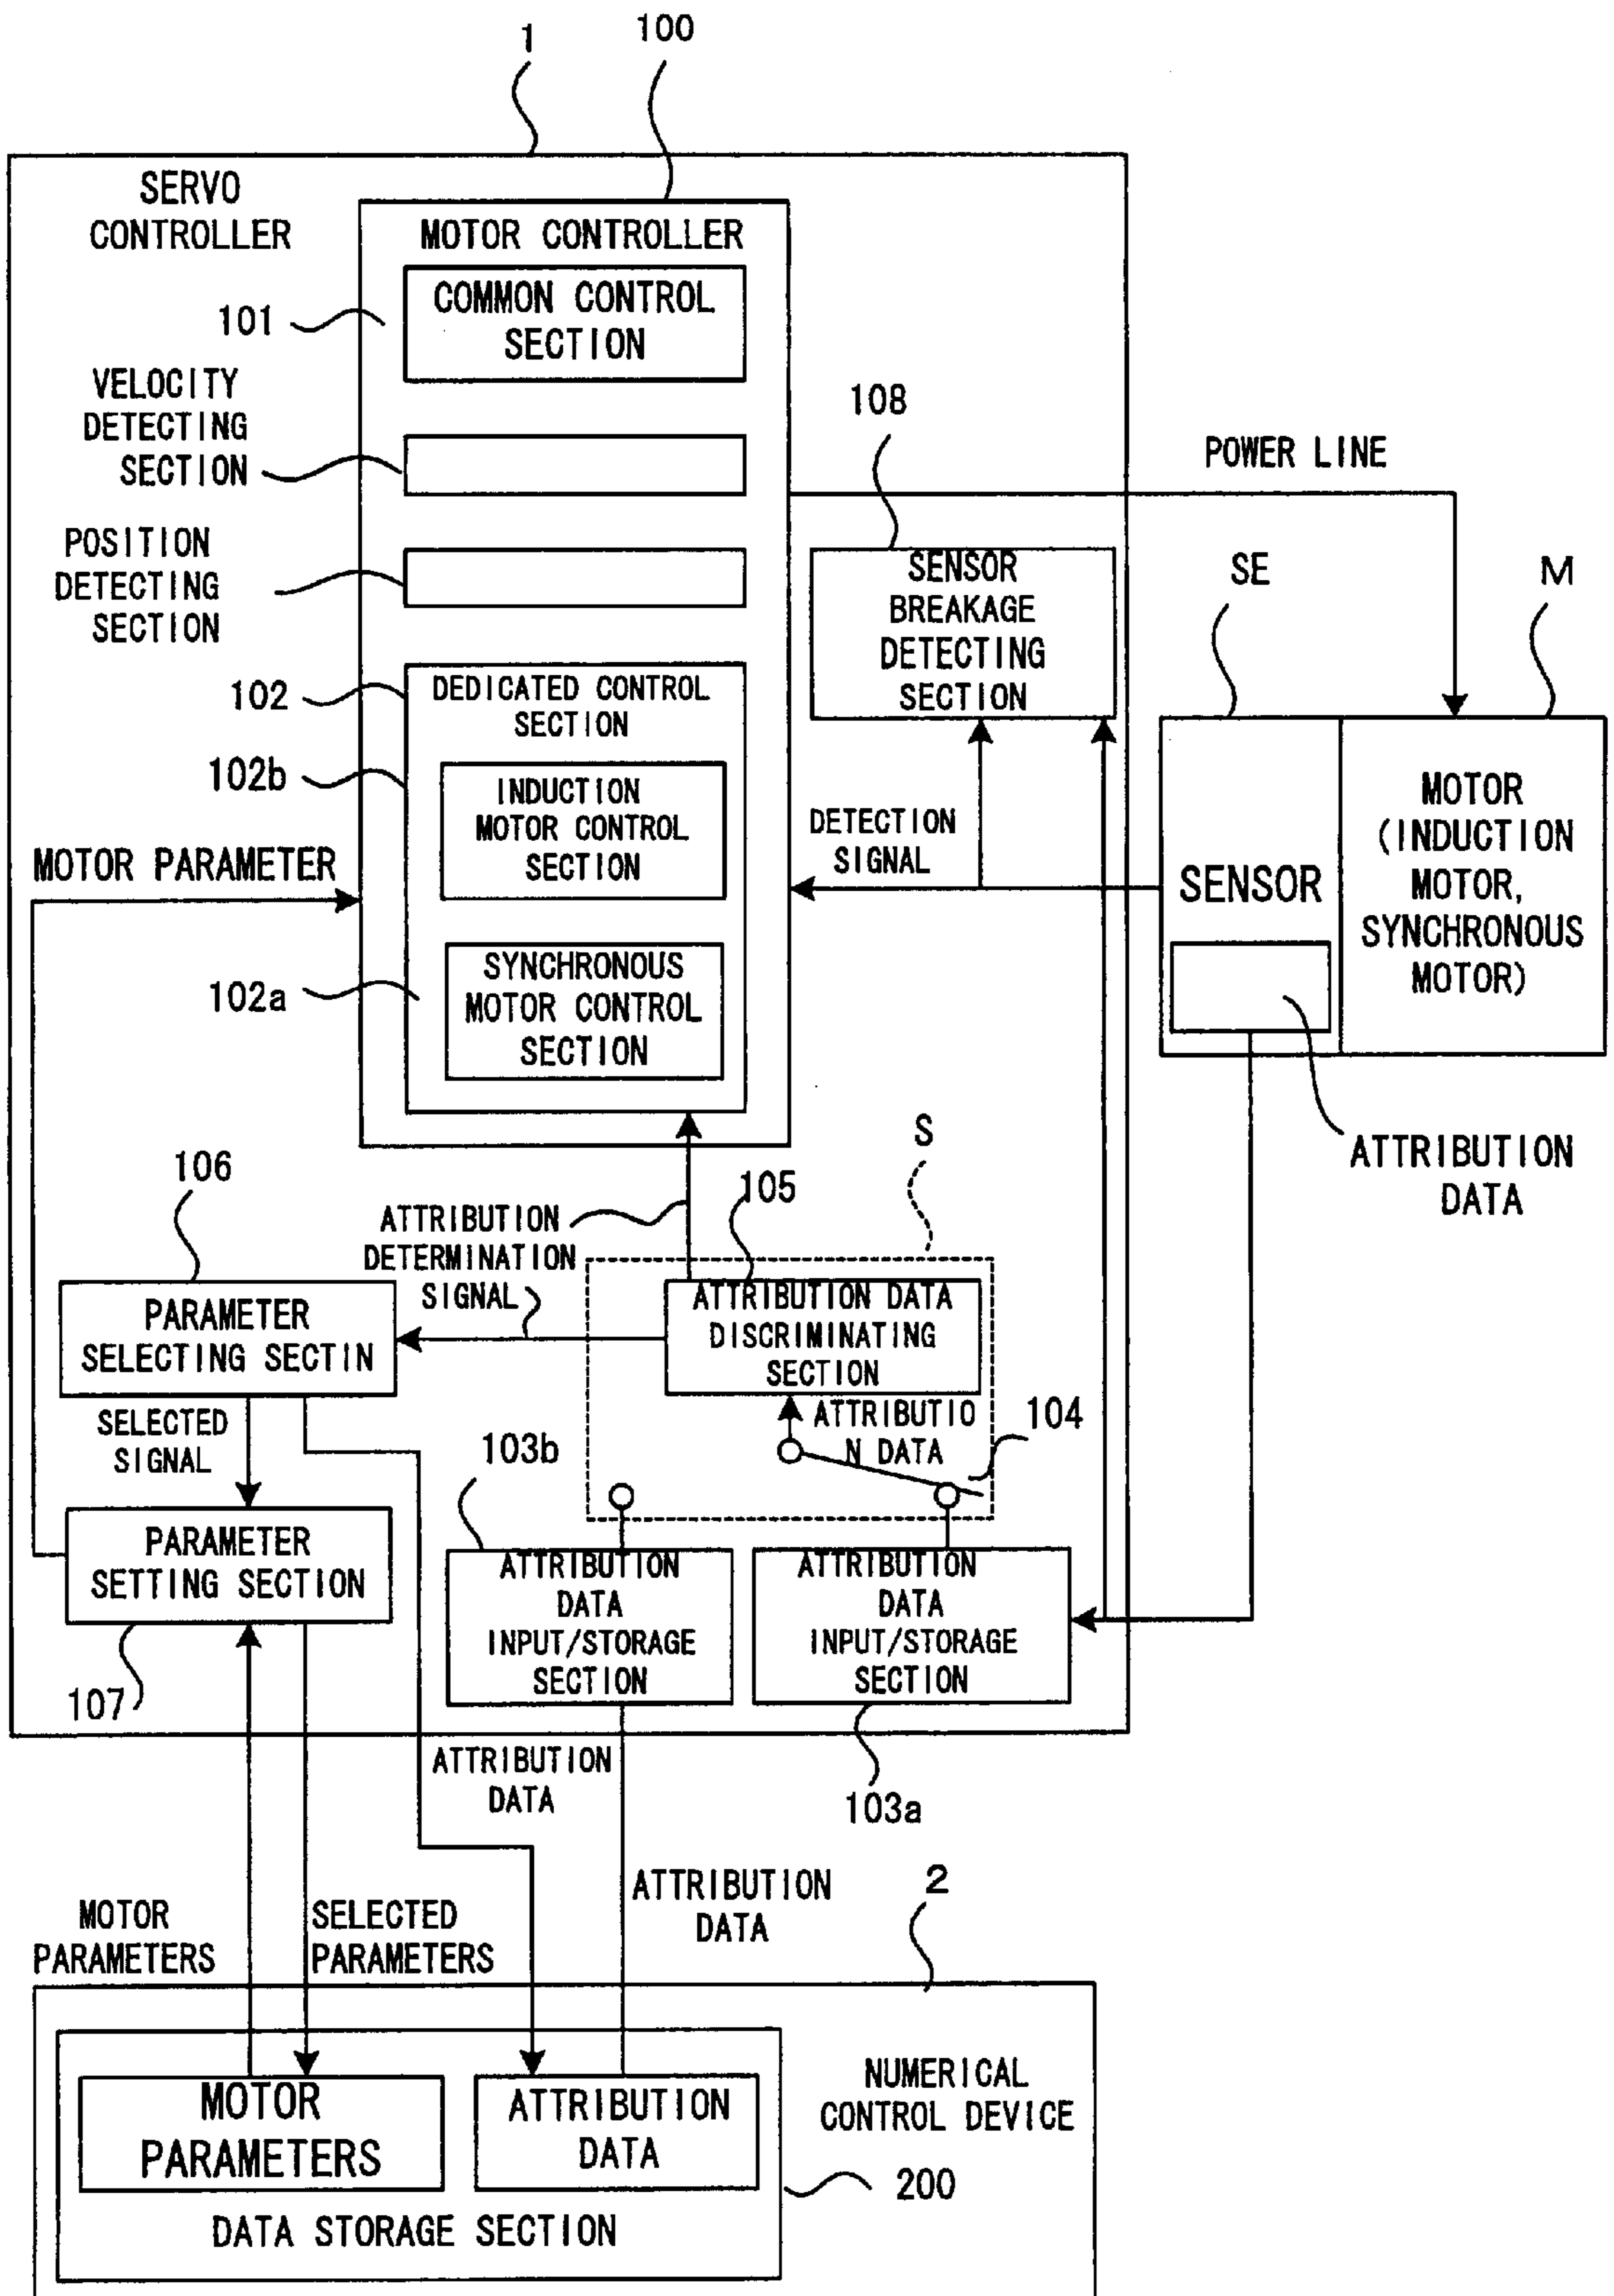 1
100
SERVO
CONTROLLER
MOTOR CONTROLLER
COMMON CONTROL
SECTION
101
VELOCITY
DETECTING
SECTION
108
POWER LINE
POSITION
DETECTING
SECTION
SENSOR
BREAKAGE
DETECTING
SECTION
SE
M
102
DEDICATED CONTROL
SECTION
102b
INDUCTION
MOTOR CONTROL
SECTION
DETECTION
SIGNAL
MOTOR
(INDUCTION
MOTOR,
SYNCHRONOUS
MOTOR)
MOTOR PARAMETER
SENSOR
102a
SYNCHRONOUS
MOTOR CONTROL
SECTION
S
ATTRIBUTION
DATA
106
105
ATTRIBUTION
DETERMINATION
SIGNAL
PARAMETER
SELECTING SECTIN
ATTRIBUTION DATA
DISCRIMINATING
SECTION
SELECTED
SIGNAL
ATTRIBUTIO
N DATA
104
103b
PARAMETER
SETTING SECTION
ATTRIBUTION
DATA
INPUT/STORAGE
SECTION
ATTRIBUTION
DATA
INPUT/STORAGE
SECTION
107
ATTRIBUTION
DATA
103a
2
MOTOR
PARAMETERS
SELECTED
PARAMETERS
ATTRIBUTION
DATA
NUMERICAL
CONTROL DEVICE
MOTOR
PARAMETERS
ATTRIBUTION
DATA
200
DATA STORAGE SECTION